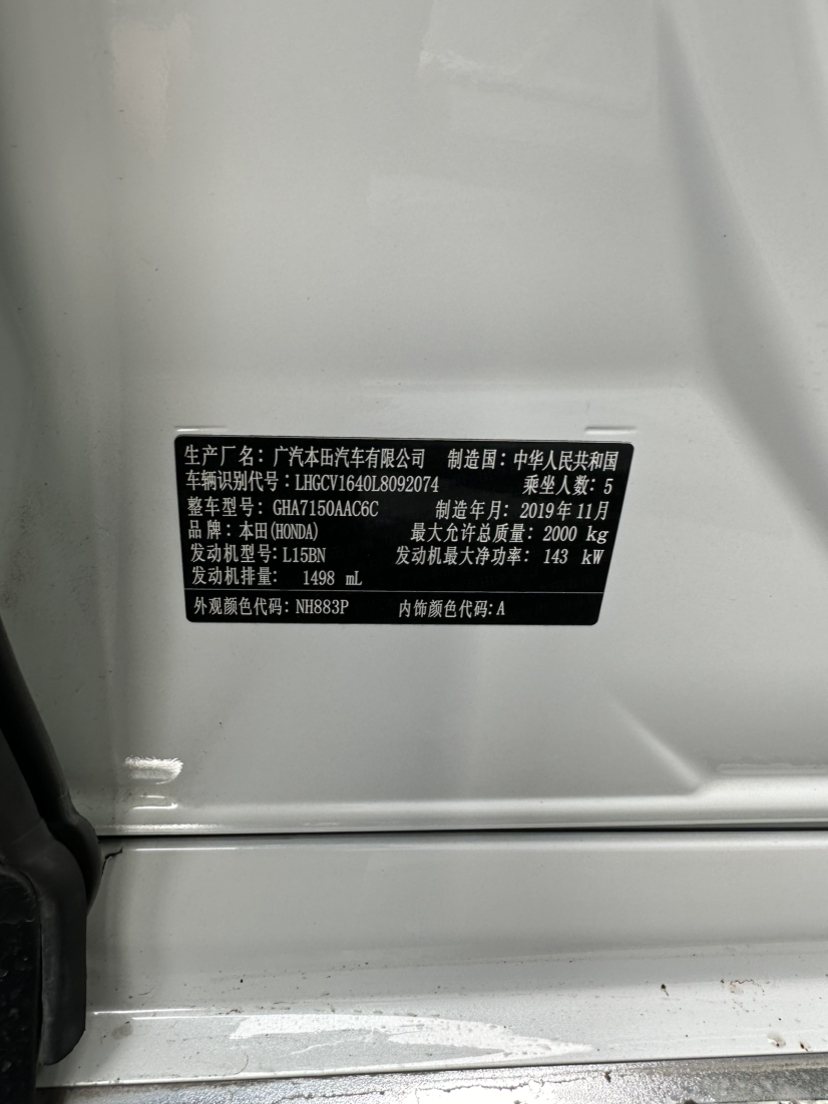 生产厂名：广汽本田汽车有限公司 制造国：中华人民共和国
车辆识别代号：LHGCV1640L8092074 乘坐人数：5
整车型号：GHA7150AAC6C 制造年月：2019年11月
品牌：本田(HONDA) 最大允许总质量：2000 kg
发动机型号：L15BN 发动机最大净功率：143 kW
发动机排量：1498 mL
外观颜色代码：NH883P 内饰颜色代码：A